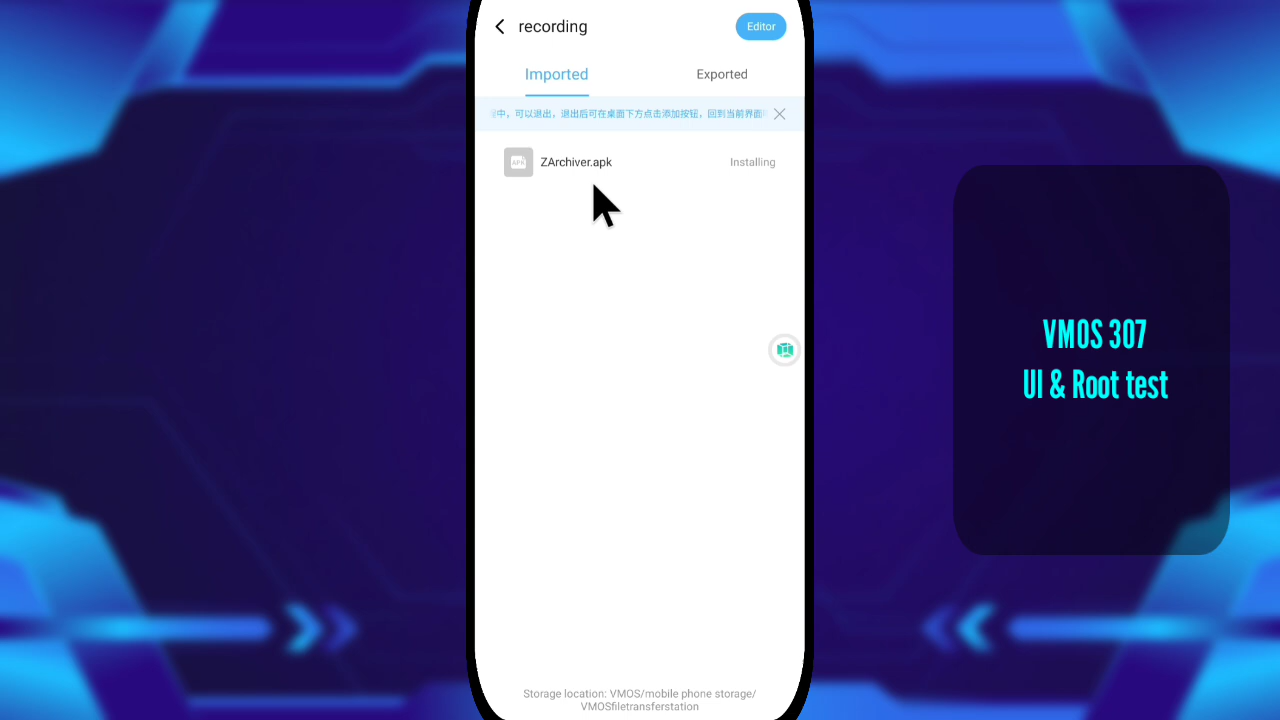 recording
Editor
Imported
Exported
中，可以退出，退出后可在桌面下方点击添加按钮，回到当前界面
APK
ZArchiver.apk
Installing
VMOS 307
UI & Root test
Storage location: VMOS/mobile phone storage/
VMOSfiletransferstation